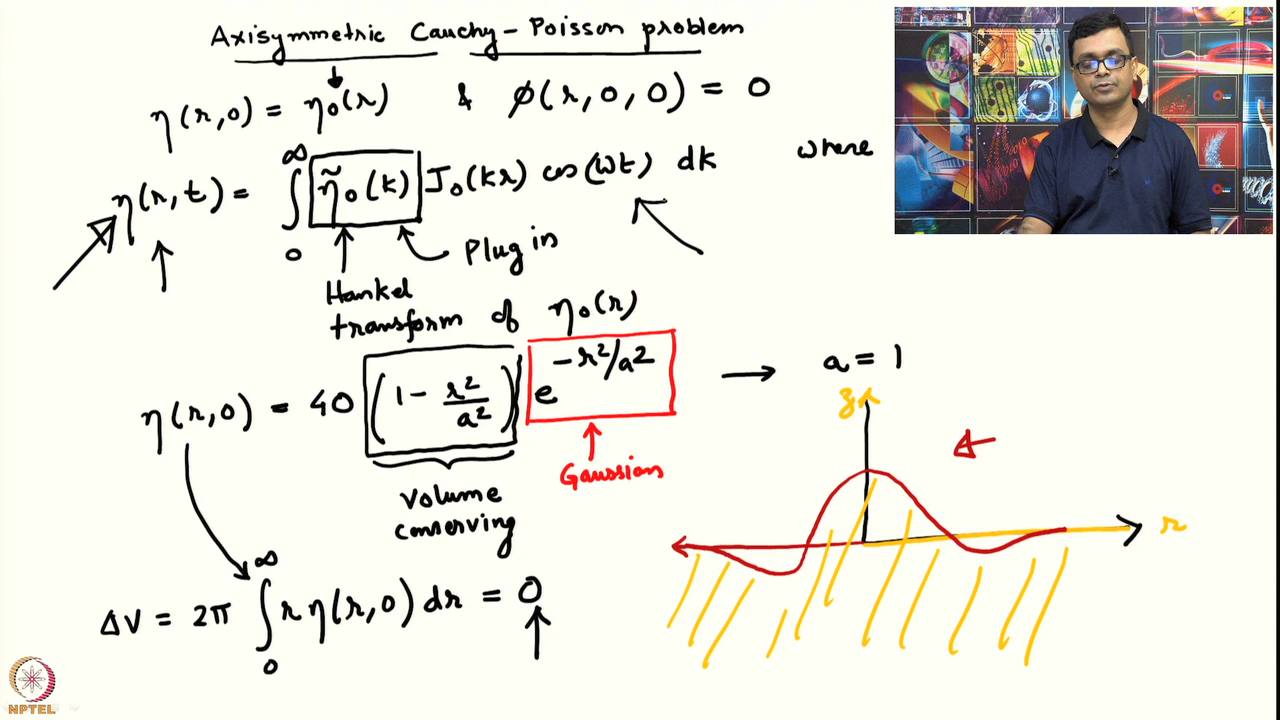 Axisymmetric Cauchy-Poisson problem
η(r,0) = η₀(r) & φ(r,0,0) = 0
η(r,t) = ∫₀^∞ η̃₀(k) J₀(kr) cos(ωt) dk where
Plug in
Hankel
transform of η₀(r)
η(r,0) = 40 (1 - r²/a²) e^(-r²/a²) → a = 1
z
Gaussian
Volume
conserving
r
ΔV = 2π ∫₀^∞ r η(r,0) dr = 0
NPTEL